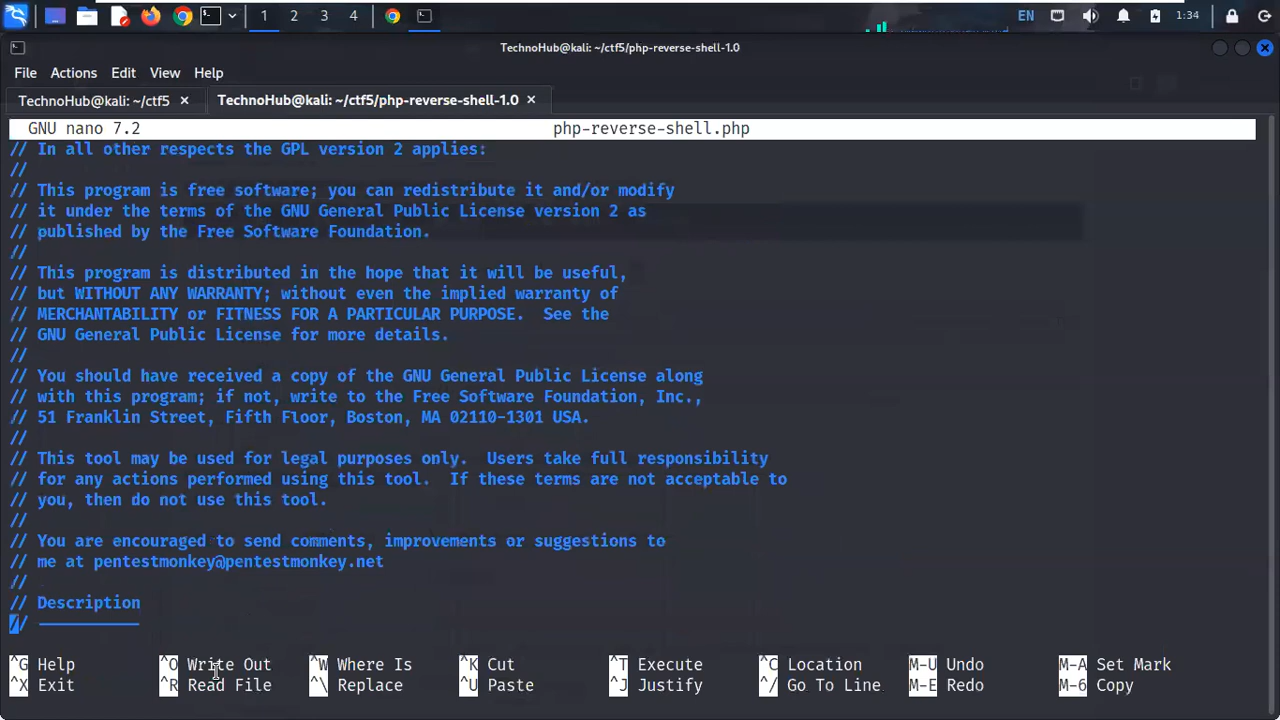 1 2 3 4 EN 1:34
TechnoHub@kali: ~/ctf5/php-reverse-shell-1.0
File Actions Edit View Help
TechnoHub@kali: ~/ctf5 × TechnoHub@kali: ~/ctf5/php-reverse-shell-1.0 ×
GNU nano 7.2 php-reverse-shell.php
// In all other respects the GPL version 2 applies:
//
// This program is free software; you can redistribute it and/or modify
// it under the terms of the GNU General Public License version 2 as
// published by the Free Software Foundation.
//
// This program is distributed in the hope that it will be useful,
// but WITHOUT ANY WARRANTY; without even the implied warranty of
// MERCHANTABILITY or FITNESS FOR A PARTICULAR PURPOSE.  See the
// GNU General Public License for more details.
//
// You should have received a copy of the GNU General Public License along
// with this program; if not, write to the Free Software Foundation, Inc.,
// 51 Franklin Street, Fifth Floor, Boston, MA 02110-1301 USA.
//
// This tool may be used for legal purposes only.  Users take full responsibility
// for any actions performed using this tool.  If these terms are not acceptable to
// you, then do not use this tool.
//
// You are encouraged to send comments, improvements or suggestions to
// me at pentestmonkey@pentestmonkey.net
//
// Description
// -----------
^G Help ^O Write Out ^W Where Is ^K Cut ^T Execute ^C Location M-U Undo M-A Set Mark
^X Exit ^R Read File ^\ Replace ^U Paste ^J Justify ^/ Go To Line M-E Redo M-6 Copy